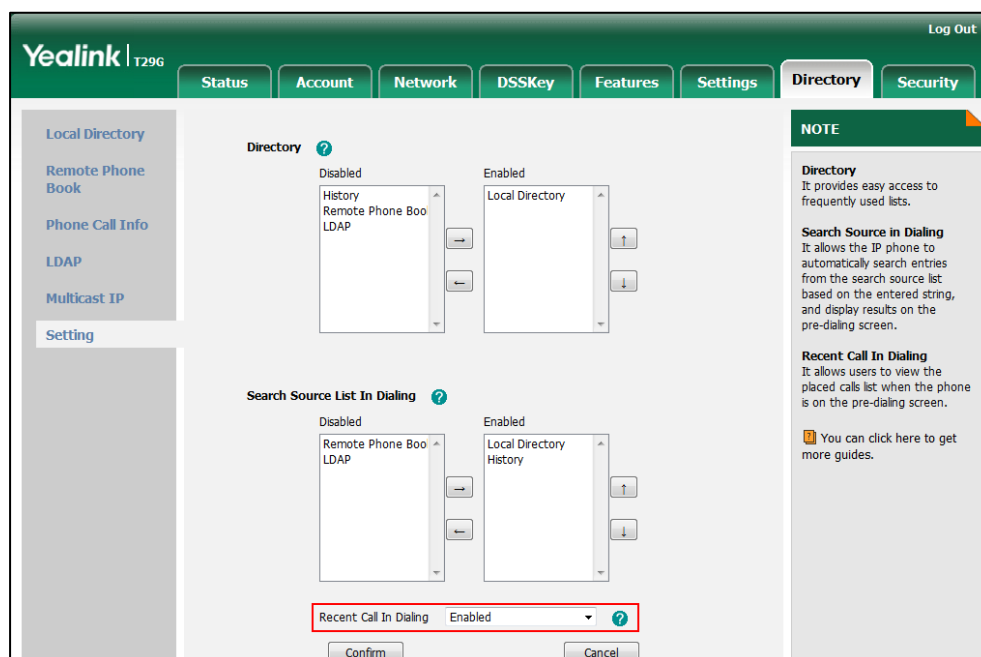 Log Out
Yealink T29G
Status Account Network DSSKey Features Settings Directory Security
Local Directory
Remote Phone
Book
Phone Call Info
LDAP
Multicast IP
Setting
Directory ?
Disabled
History
Remote Phone Boo
LDAP
→
←
Enabled
Local Directory
↑
↓
Search Source List In Dialing ?
Disabled
Remote Phone Boo
LDAP
→
←
Enabled
Local Directory
History
↑
↓
Recent Call In Dialing Enabled ?
Confirm Cancel
NOTE
Directory
It provides easy access to
frequently used lists.
Search Source in Dialing
It allows the IP phone to
automatically search entries
from the search source list
based on the entered string,
and display results on the
pre-dialing screen.
Recent Call In Dialing
It allows users to view the
placed calls list when the phone
is on the pre-dialing screen.
? You can click here to get
more guides.